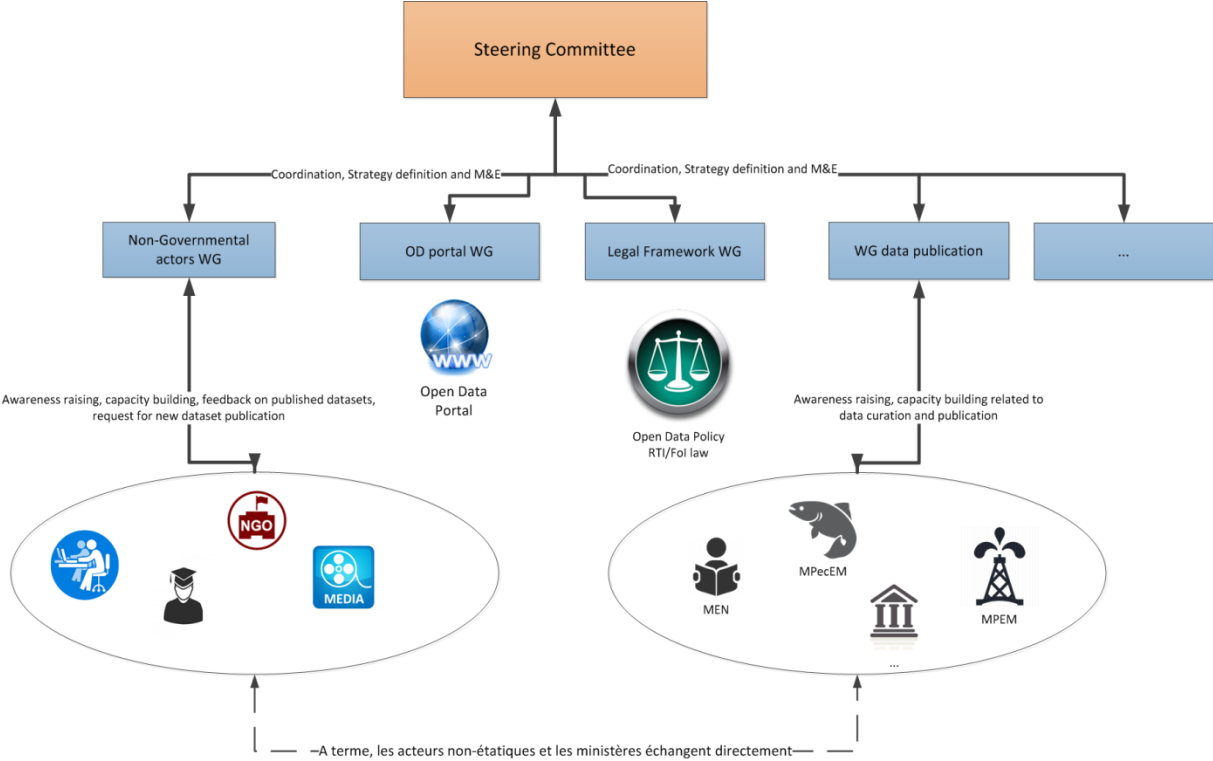 Steering Committee
Coordination, Strategy definition and M&E
Coordination, Strategy definition and M&E
Non-Governmental
actors WG
OD portal WG
Legal Framework WG
WG data publication
...
www
Open Data
Portal
Open Data Policy
RTI/FoI law
Awareness raising, capacity building, feedback on published datasets,
request for new dataset publication
Awareness raising, capacity building related to
data curation and publication
NGO
MEDIA
MEN
MPecEM
MPEM
...
A terme, les acteurs non-étatiques et les ministères échangent directement